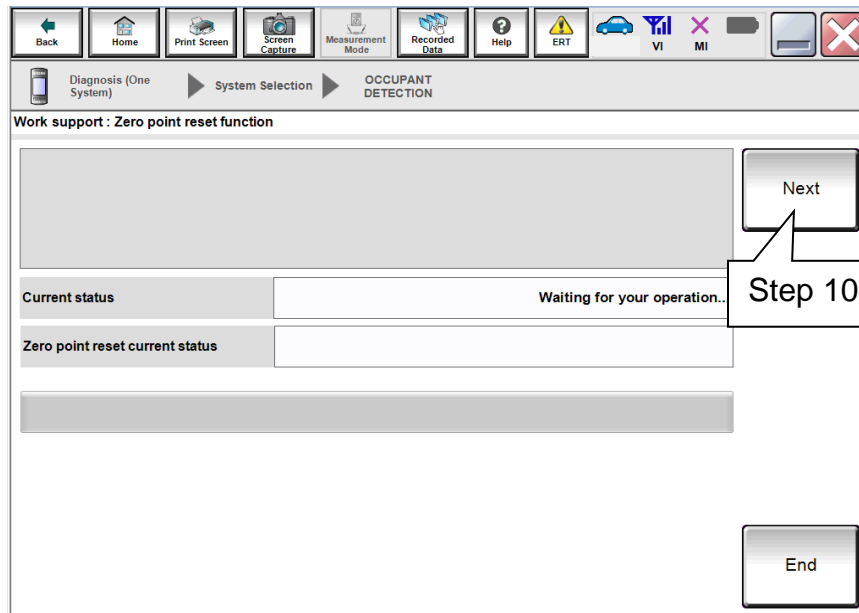 Back
Home
Print Screen
Screen
Capture
Measurement
Mode
Recorded
Data
Help
ERT
VI
MI
Diagnosis (One
System)
System Selection
OCCUPANT
DETECTION
Work support : Zero point reset function
Next
Step 10
Current status
Waiting for your operation..
Zero point reset current status
End